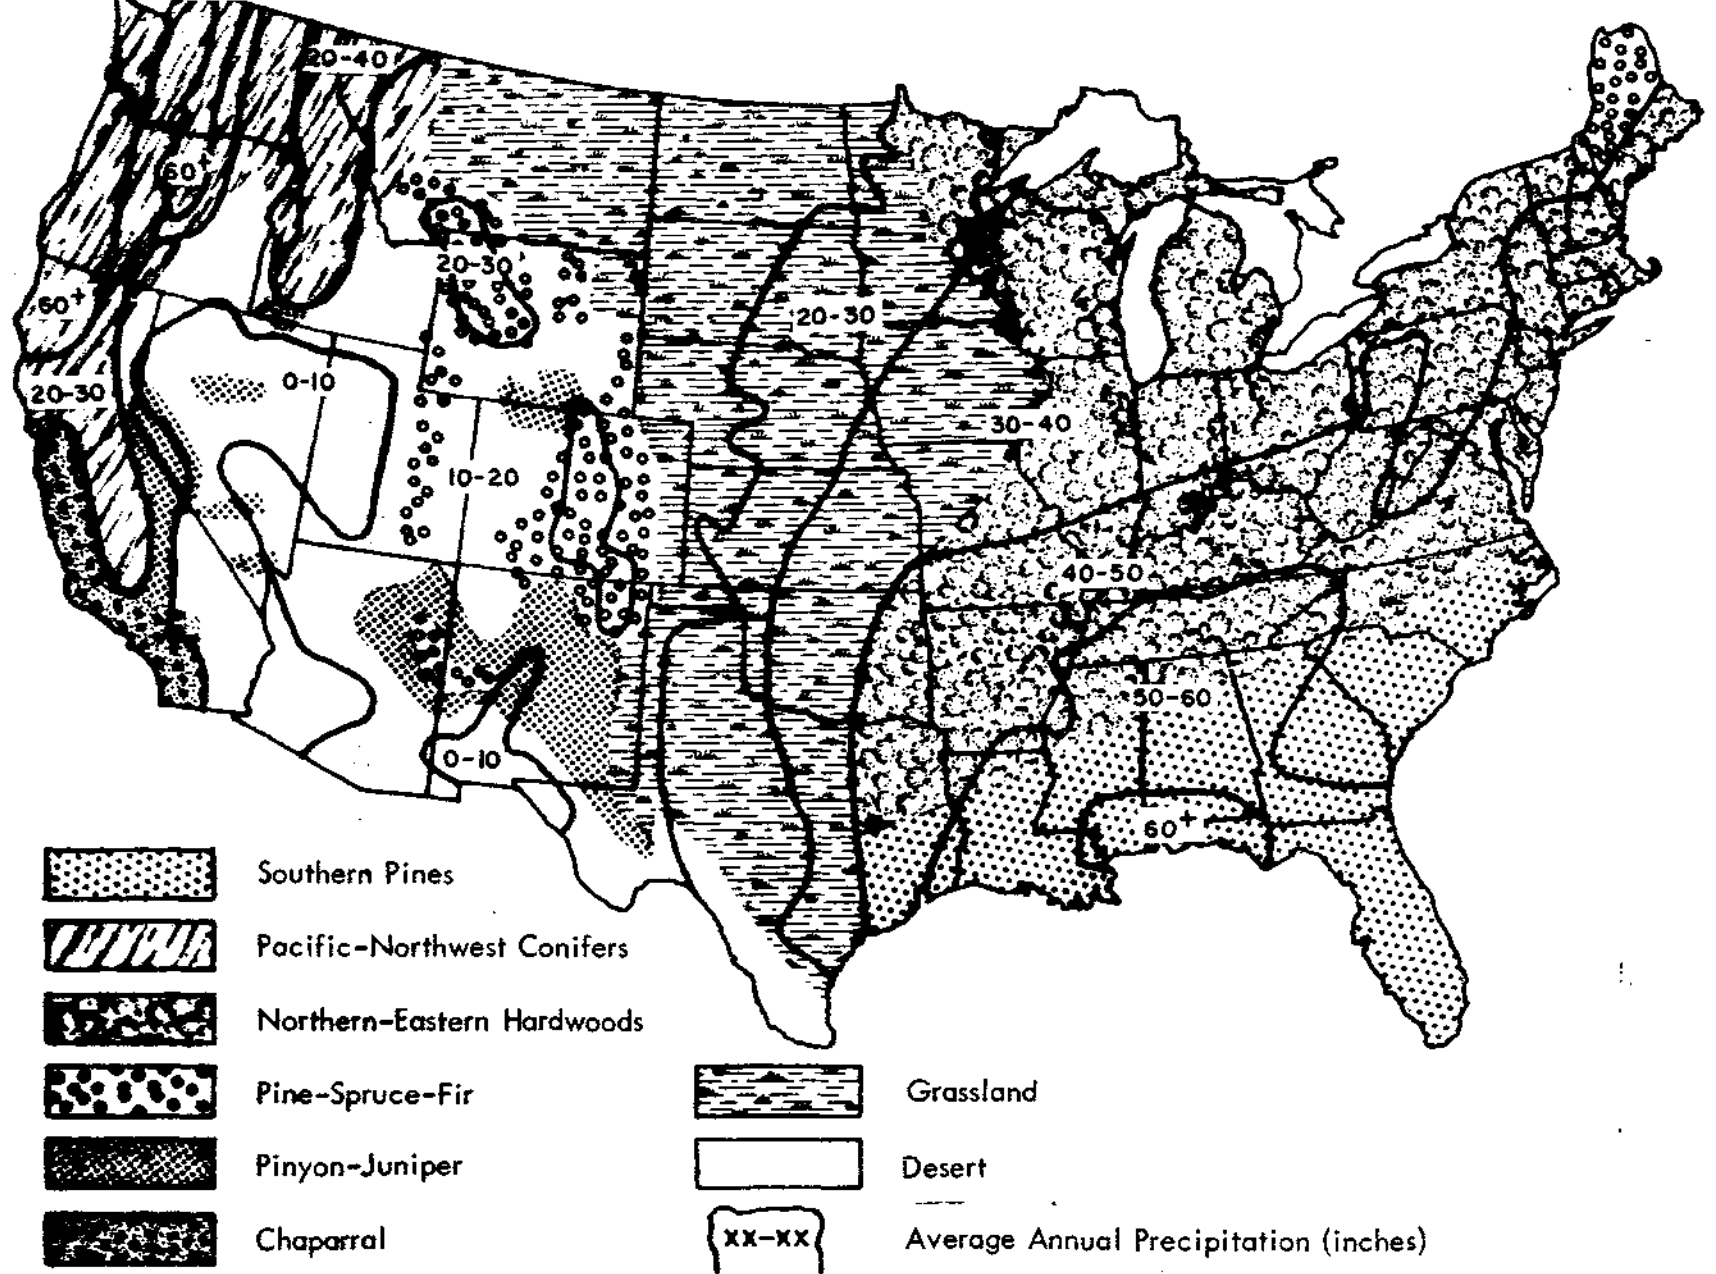 20-40
60+
20-30
60+
20-30
20-30
0-10
30-40
10-20
40-50
50-60
0-10
60+
Southern Pines
Pacific-Northwest Conifers
Northern-Eastern Hardwoods
Pine-Spruce-Fir
Grassland
Pinyon-Juniper
Desert
Chaparral
xx-xx
Average Annual Precipitation (inches)